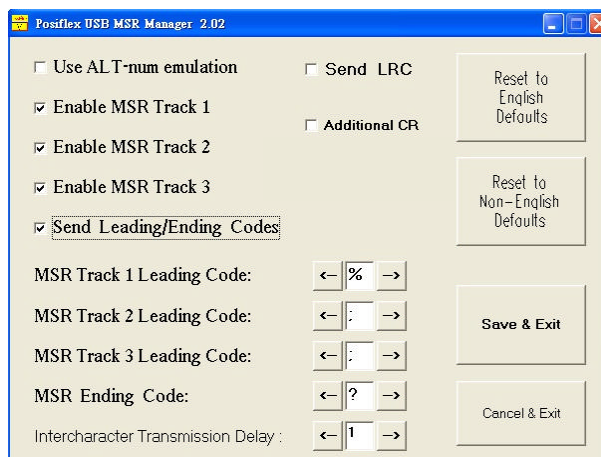 Posiflex USB MSR Manager 2.02
Use ALT-num emulation
Send LRC
Enable MSR Track 1
Additional CR
Enable MSR Track 2
Enable MSR Track 3
Send Leading/Ending Codes
Reset to
English
Defaults
Reset to
Non-English
Defaults
MSR Track 1 Leading Code:
<- % ->
MSR Track 2 Leading Code:
<- ; ->
MSR Track 3 Leading Code:
<- ; ->
MSR Ending Code:
<- ? ->
Intercharacter Transmission Delay :
<- 1 ->
Save & Exit
Cancel & Exit